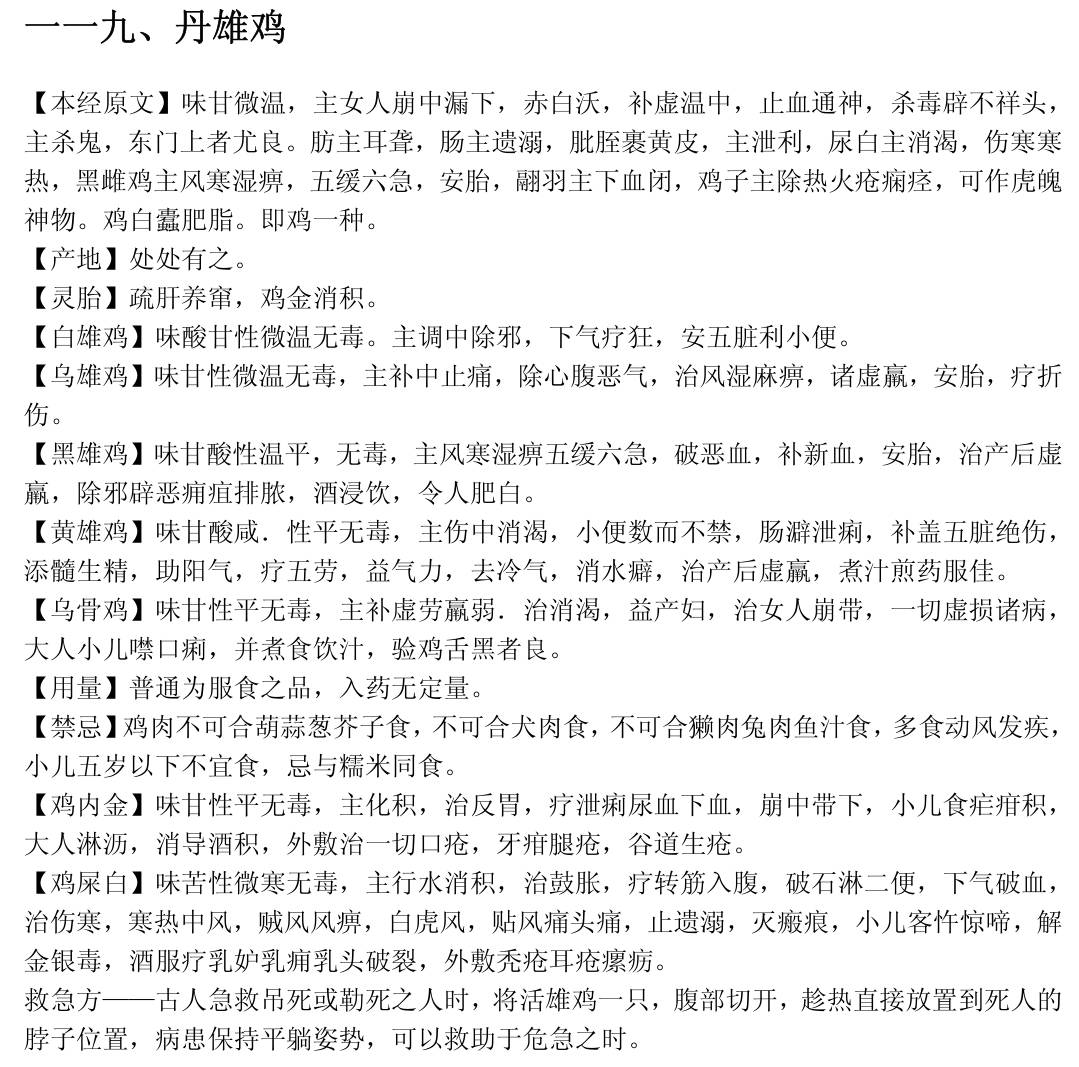 一一九、丹雄鸡
【本经原文】味甘微温，主女人崩中漏下，赤白沃，补虚温中，止血通神，杀毒辟不祥头，
主杀鬼，东门上者尤良。肪主耳聋，肠主遗溺，肶胵裹黄皮，主泄利，尿白主消渴，伤寒寒
热，黑雌鸡主风寒湿痹，五缓六急，安胎，翮羽主下血闭，鸡子主除热火疮痫痉，可作虎魄
神物。鸡白蠹肥脂。即鸡一种。
【产地】处处有之。
【灵胎】疏肝养窜，鸡金消积。
【白雄鸡】味酸甘性微温无毒。主调中除邪，下气疗狂，安五脏利小便。
【乌雄鸡】味甘性微温无毒，主补中止痛，除心腹恶气，治风湿麻痹，诸虚羸，安胎，疗折
伤。
【黑雄鸡】味甘酸性温平，无毒，主风寒湿痹五缓六急，破恶血，补新血，安胎，治产后虚
羸，除邪辟恶痈疽排脓，酒浸饮，令人肥白。
【黄雄鸡】味甘酸咸．性平无毒，主伤中消渴，小便数而不禁，肠澼泄痢，补盖五脏绝伤，
添髓生精，助阳气，疗五劳，益气力，去冷气，消水癖，治产后虚羸，煮汁煎药服佳。
【乌骨鸡】味甘性平无毒，主补虚劳羸弱．治消渴，益产妇，治女人崩带，一切虚损诸病，
大人小儿噤口痢，并煮食饮汁，验鸡舌黑者良。
【用量】普通为服食之品，入药无定量。
【禁忌】鸡肉不可合葫蒜葱芥子食，不可合犬肉食，不可合獭肉兔肉鱼汁食，多食动风发疾，
小儿五岁以下不宜食，忌与糯米同食。
【鸡内金】味甘性平无毒，主化积，治反胃，疗泄痢尿血下血，崩中带下，小儿食疟疳积，
大人淋沥，消导酒积，外敷治一切口疮，牙疳腿疮，谷道生疮。
【鸡屎白】味苦性微寒无毒，主行水消积，治鼓胀，疗转筋入腹，破石淋二便，下气破血，
治伤寒，寒热中风，贼风风痹，白虎风，贴风痛头痛，止遗溺，灭瘢痕，小儿客忤惊啼，解
金银毒，酒服疗乳妒乳痈乳头破裂，外敷秃疮耳疮瘰疬。
救急方——古人急救吊死或勒死之人时，将活雄鸡一只，腹部切开，趁热直接放置到死人的
脖子位置，病患保持平躺姿势，可以救助于危急之时。